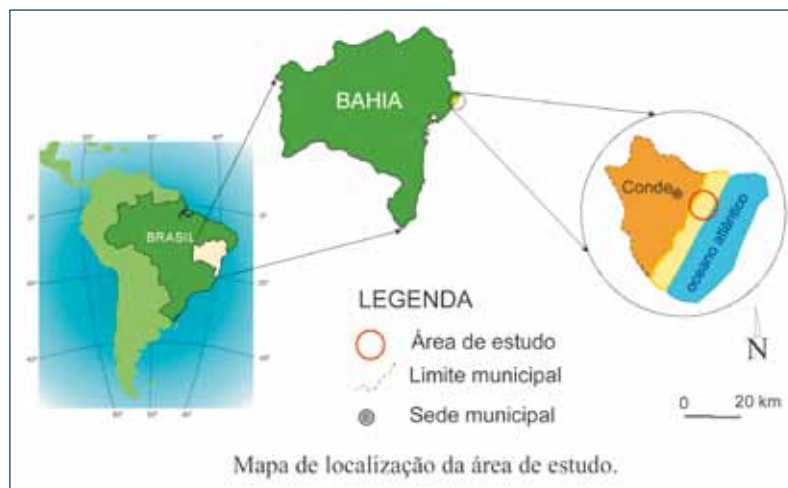 BAHIA
BRASIL
Conde
oceano atlântico
LEGENDA
Área de estudo
Limite municipal
Sede municipal
N
0 20 km
Mapa de localização da área de estudo.